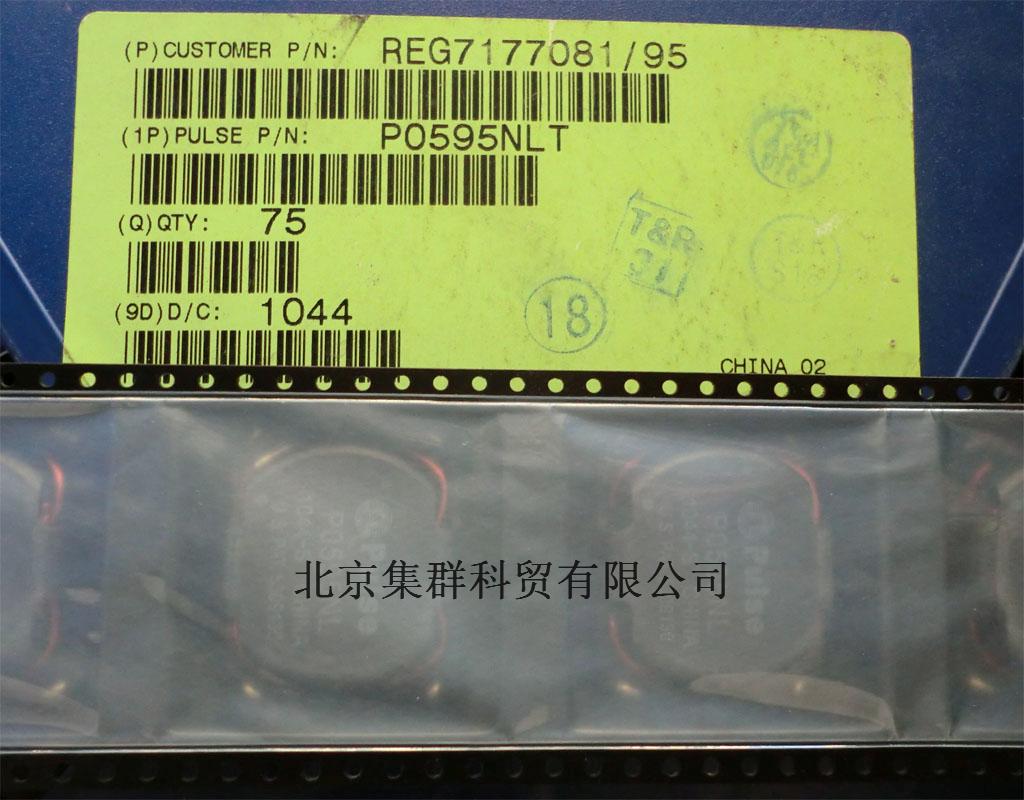 (P)CUSTOMER P/N: REG7177081/95
(1P)PULSE P/N: P0595NLT
(Q)QTY: 75
(9D)D/C: 1044
T&R
31
18
CHINA 02
Pulse
北京集群科贸有限公司
Pulse